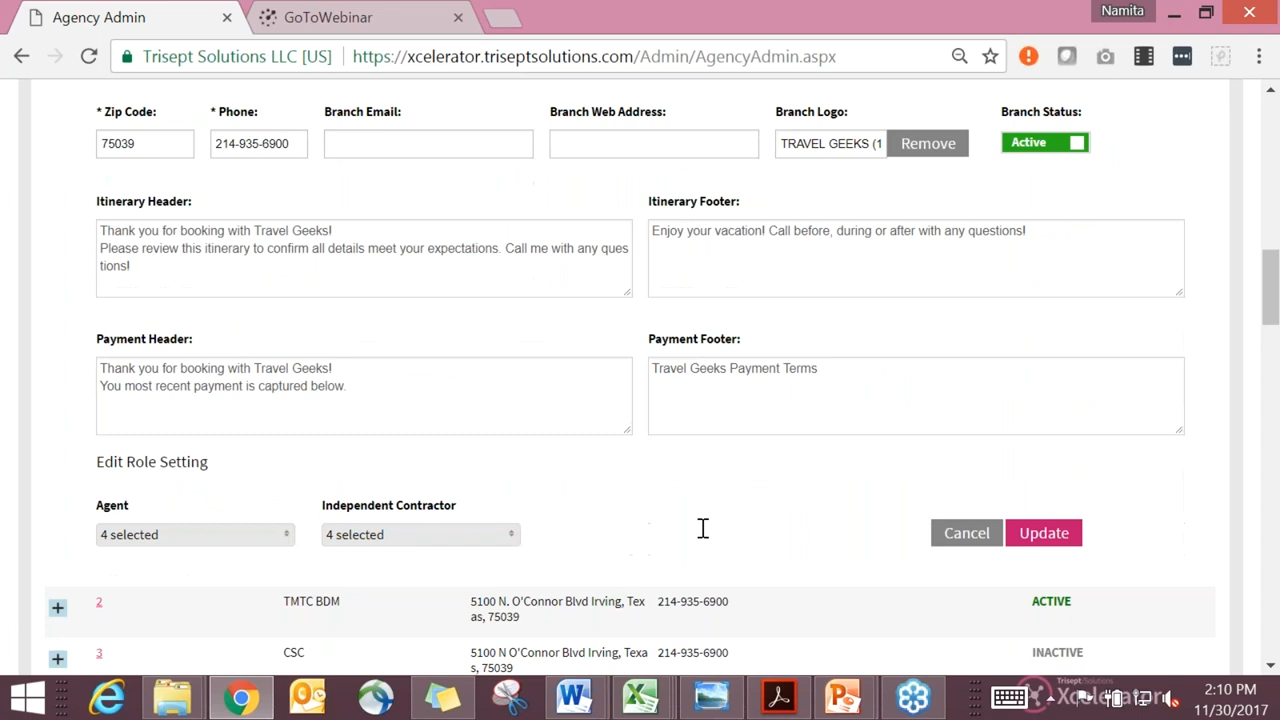 Agency Admin
GoToWebinar
Namita
Trisept Solutions LLC [US]
https://xcelerator.triseptsolutions.com/Admin/AgencyAdmin.aspx
* Zip Code:
* Phone:
Branch Email:
Branch Web Address:
Branch Logo:
Branch Status:
75039
214-935-6900
TRAVEL GEEKS (1
Remove
Active
Itinerary Header:
Itinerary Footer:
Thank you for booking with Travel Geeks!
Please review this itinerary to confirm all details meet your expectations. Call me with any ques
tions!
Enjoy your vacation! Call before, during or after with any questions!
Payment Header:
Payment Footer:
Thank you for booking with Travel Geeks!
You most recent payment is captured below.
Travel Geeks Payment Terms
Edit Role Setting
Agent
Independent Contractor
4 selected
4 selected
Cancel
Update
2
TMTC BDM
5100 N. O'Connor Blvd Irving, Tex
as, 75039
214-935-6900
ACTIVE
3
CSC
5100 N O'Connor Blvd Irving, Texa
s, 75039
214-935-6900
INACTIVE
Trisept Solutions
Xcelerator
2:10 PM
11/30/2017